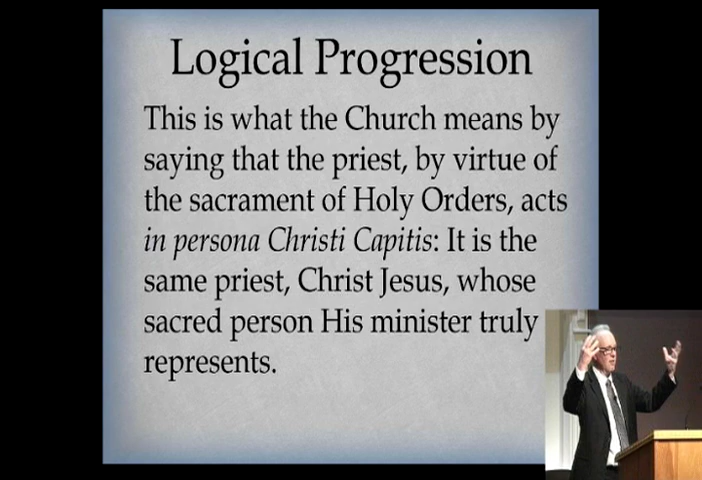 Logical Progression
This is what the Church means by
saying that the priest, by virtue of
the sacrament of Holy Orders, acts
in persona Christi Capitis: It is the
same priest, Christ Jesus, whose
sacred person His minister truly
represents.